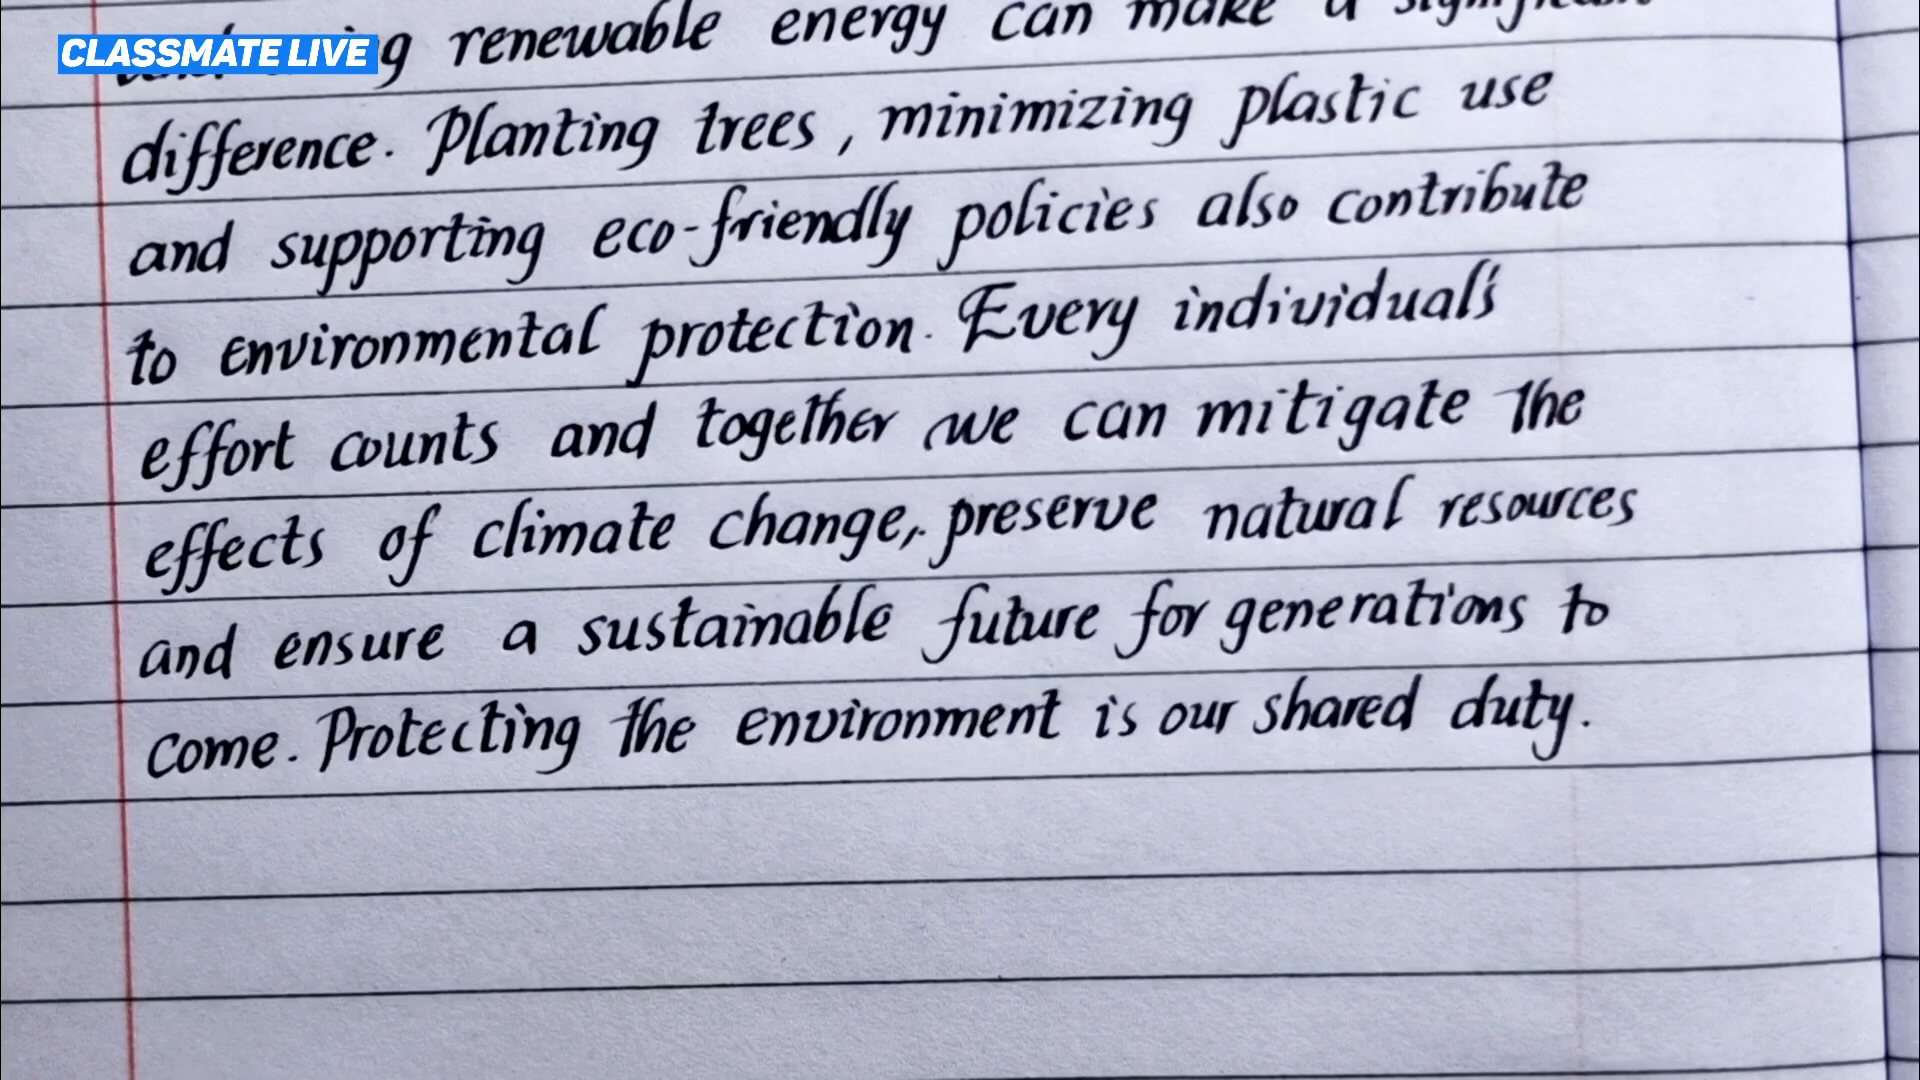 CLASSMATE LIVE
renewable energy can make a
difference. Planting trees, minimizing plastic use
and supporting eco-friendly policies also contribute
to environmental protection. Every individual's
effort counts and together we can mitigate the
effects of climate change, preserve natural resources
and ensure a sustainable future for generations to
come. Protecting the environment is our shared duty.